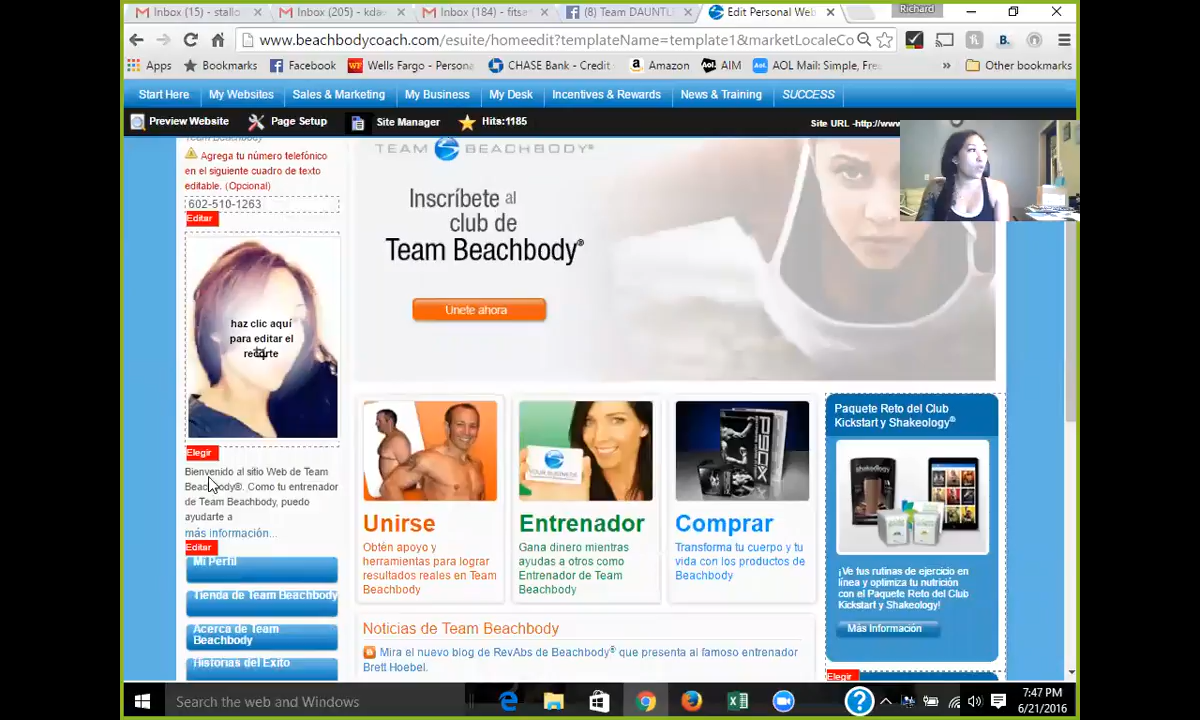 Inbox (15) - stallo
Inbox (205) - kda
Inbox (184) - fitsa
(8) Team DAUNTL
Edit Personal Web
Richard
www.beachbodycoach.com/esuite/homeedit?templateName=template1&marketLocaleCo
Apps
Bookmarks
Facebook
Wells Fargo - Persona
CHASE Bank - Credit
Amazon
AIM
AOL Mail: Simple, Fre
Other bookmarks
Start Here
My Websites
Sales & Marketing
My Business
My Desk
Incentives & Rewards
News & Training
SUCCESS
Preview Website
Page Setup
Site Manager
Hits:1185
Site URL -http://www
Team Beachbody
Agrega tu número telefónico
en el siguiente cuadro de texto
editable. (Opcional)
602-510-1263
Editar
haz clic aquí
para editar el
recorte
Elegir
Bienvenido al sitio Web de Team
Beachbody®. Como tu entrenador
de Team Beachbody, puedo
ayudarte a
más información...
Editar
Mi Perfil
Tienda de Team Beachbody
Acerca de Team
Beachbody
Historias del Éxito
TEAM BEACHBODY®
Inscríbete al
club de
Team Beachbody®
Únete ahora
P90X
YOUR BUSINESS
Unirse
Obtén apoyo y
herramientas para lograr
resultados reales en Team
Beachbody
Entrenador
Gana dinero mientras
ayudas a otros como
Entrenador de Team
Beachbody
Comprar
Transforma tu cuerpo y tu
vida con los productos de
Beachbody
Noticias de Team Beachbody
Mira el nuevo blog de RevAbs de Beachbody® que presenta al famoso entrenador
Brett Hoebel.
Paquete Reto del Club
Kickstart y Shakeology®
shakeology
¡Ve tus rutinas de ejercicio en
línea y optimiza tu nutrición
con el Paquete Reto del Club
Kickstart y Shakeology!
Más Información
Elegir
Search the web and Windows
7:47 PM
6/21/2016